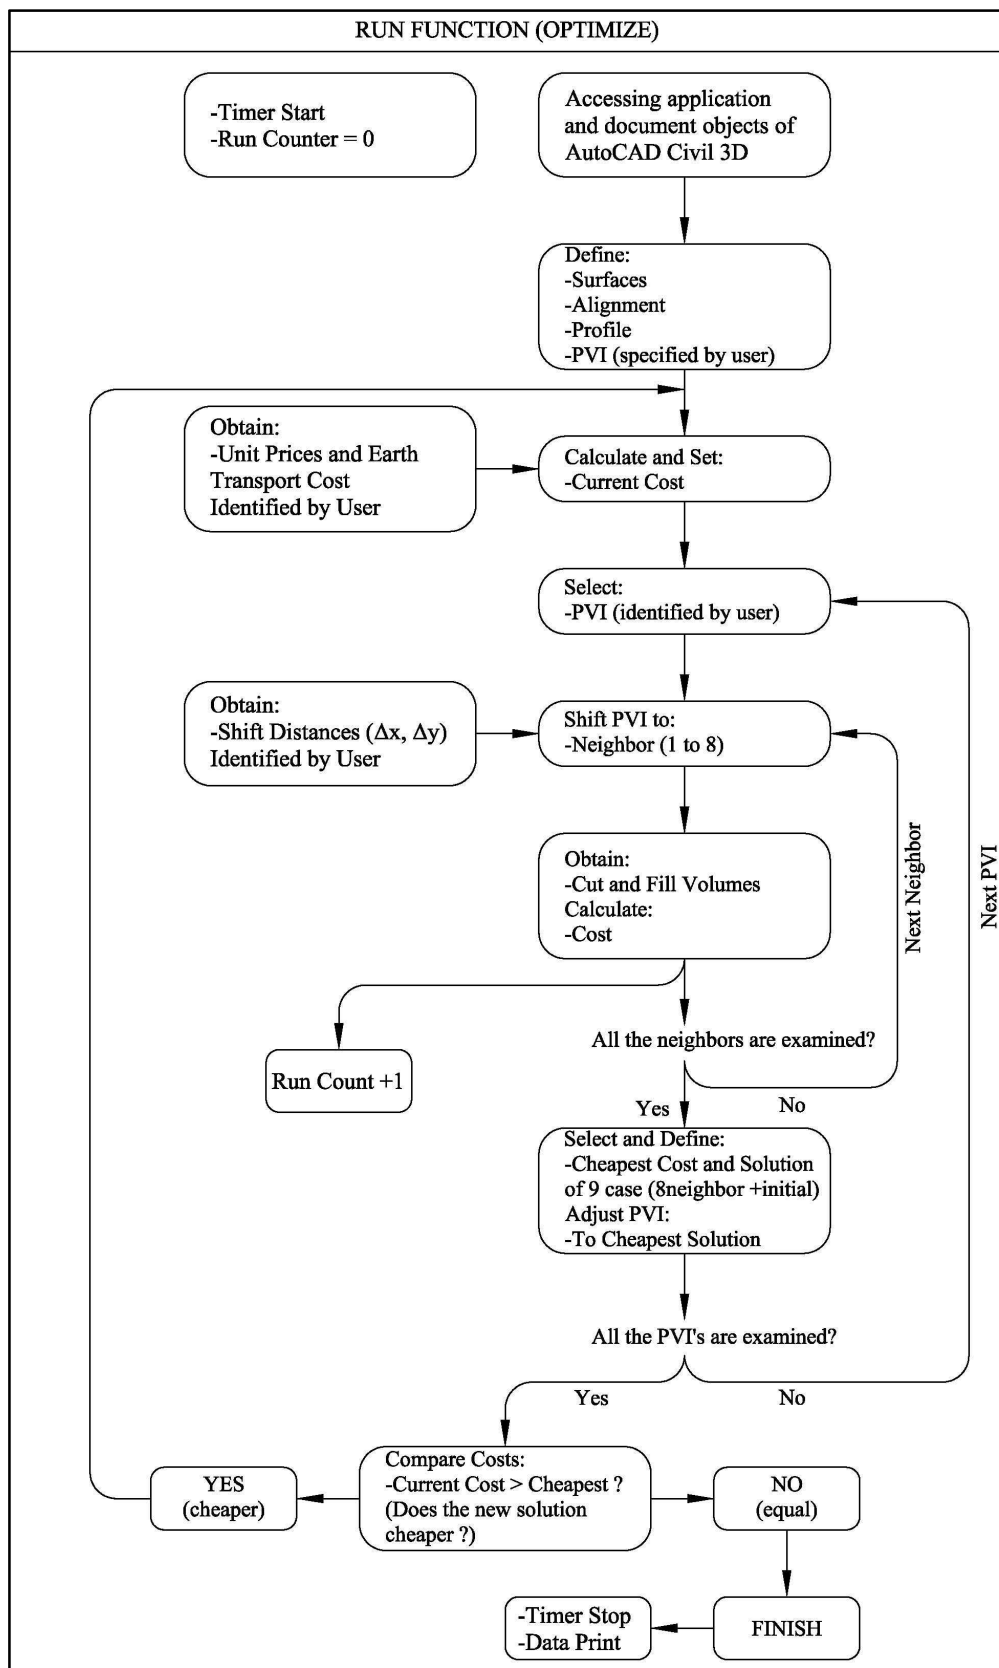 RUN FUNCTION (OPTIMIZE)
-Timer Start
-Run Counter = 0
Accessing application
and document objects of
AutoCAD Civil 3D
Define:
-Surfaces
-Alignment
-Profile
-PVI (specified by user)
Obtain:
-Unit Prices and Earth
Transport Cost
Identified by User
Calculate and Set:
-Current Cost
Select:
-PVI (identified by user)
Obtain:
-Shift Distances (Δx, Δy)
Identified by User
Shift PVI to:
-Neighbor (1 to 8)
Obtain:
-Cut and Fill Volumes
Calculate:
-Cost
Next Neighbor
Next PVI
All the neighbors are examined?
Run Count +1
Yes
No
Select and Define:
-Cheapest Cost and Solution
of 9 case (8neighbor +initial)
Adjust PVI:
-To Cheapest Solution
All the PVI's are examined?
Yes
No
Compare Costs:
-Current Cost > Cheapest ?
(Does the new solution
cheaper ?)
YES
(cheaper)
NO
(equal)
-Timer Stop
-Data Print
FINISH